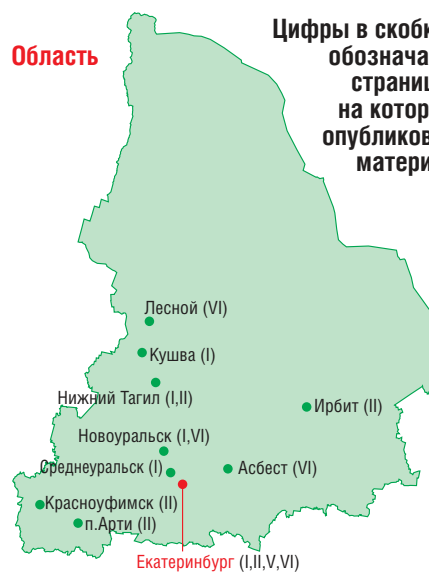 Область
Цифры в
обознача
страниц
на котор
опубликов
матери
Лесной (VI)
Кушва (I)
Нижний Тагил (I,II)
Ирбит (II)
Новоуральск (I,VI)
Среднеуральск (I)
Асбест (VI)
Красноуфимск (II)
п.Арти (II)
Екатеринбург (I,II,V,VI)